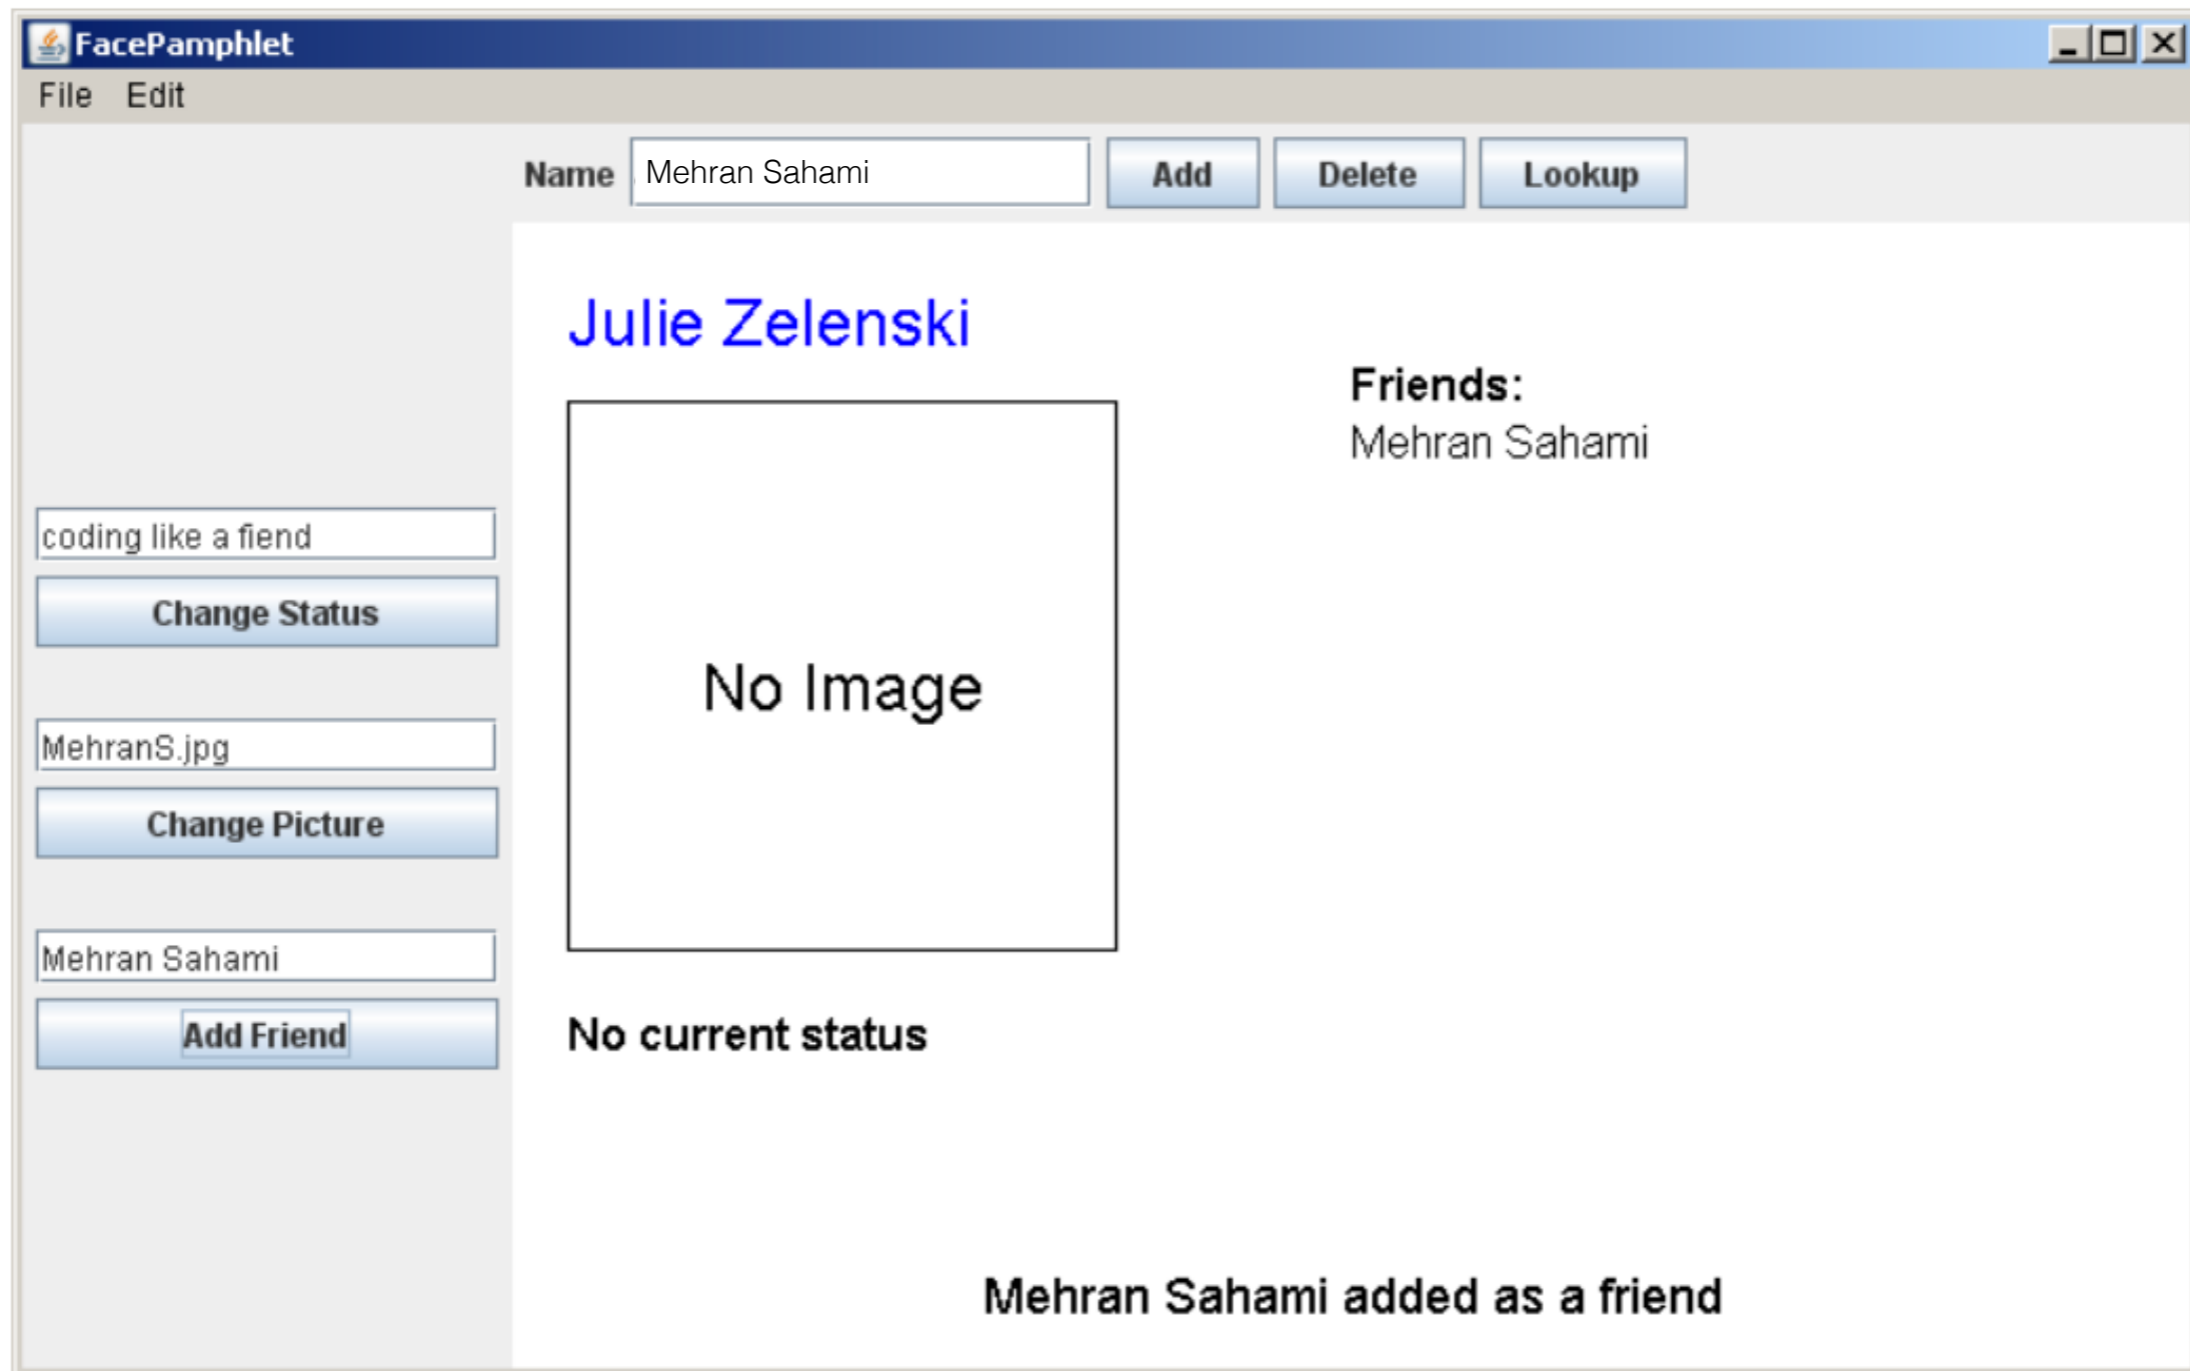 FacePamphlet
File Edit
Name Mehran Sahami Add Delete Lookup
Julie Zelenski
Friends:
Mehran Sahami
coding like a fiend
Change Status
No Image
MehranS.jpg
Change Picture
Mehran Sahami
Add Friend
No current status
Mehran Sahami added as a friend